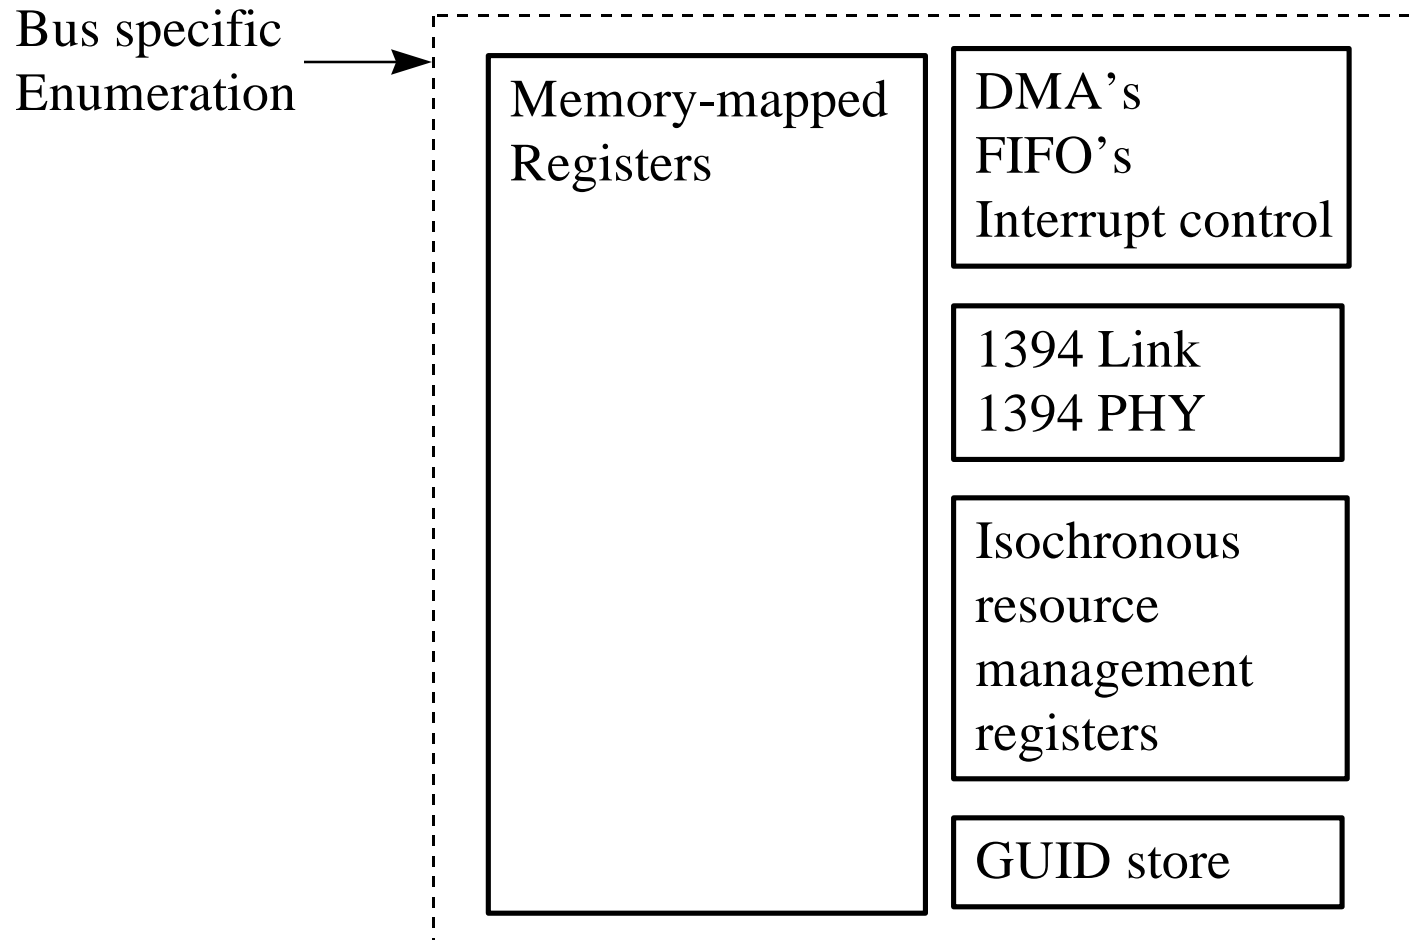 Bus specific
Enumeration
Memory-mapped
Registers
DMA’s
FIFO’s
Interrupt control
1394 Link
1394 PHY
Isochronous
resource
management
registers
GUID store